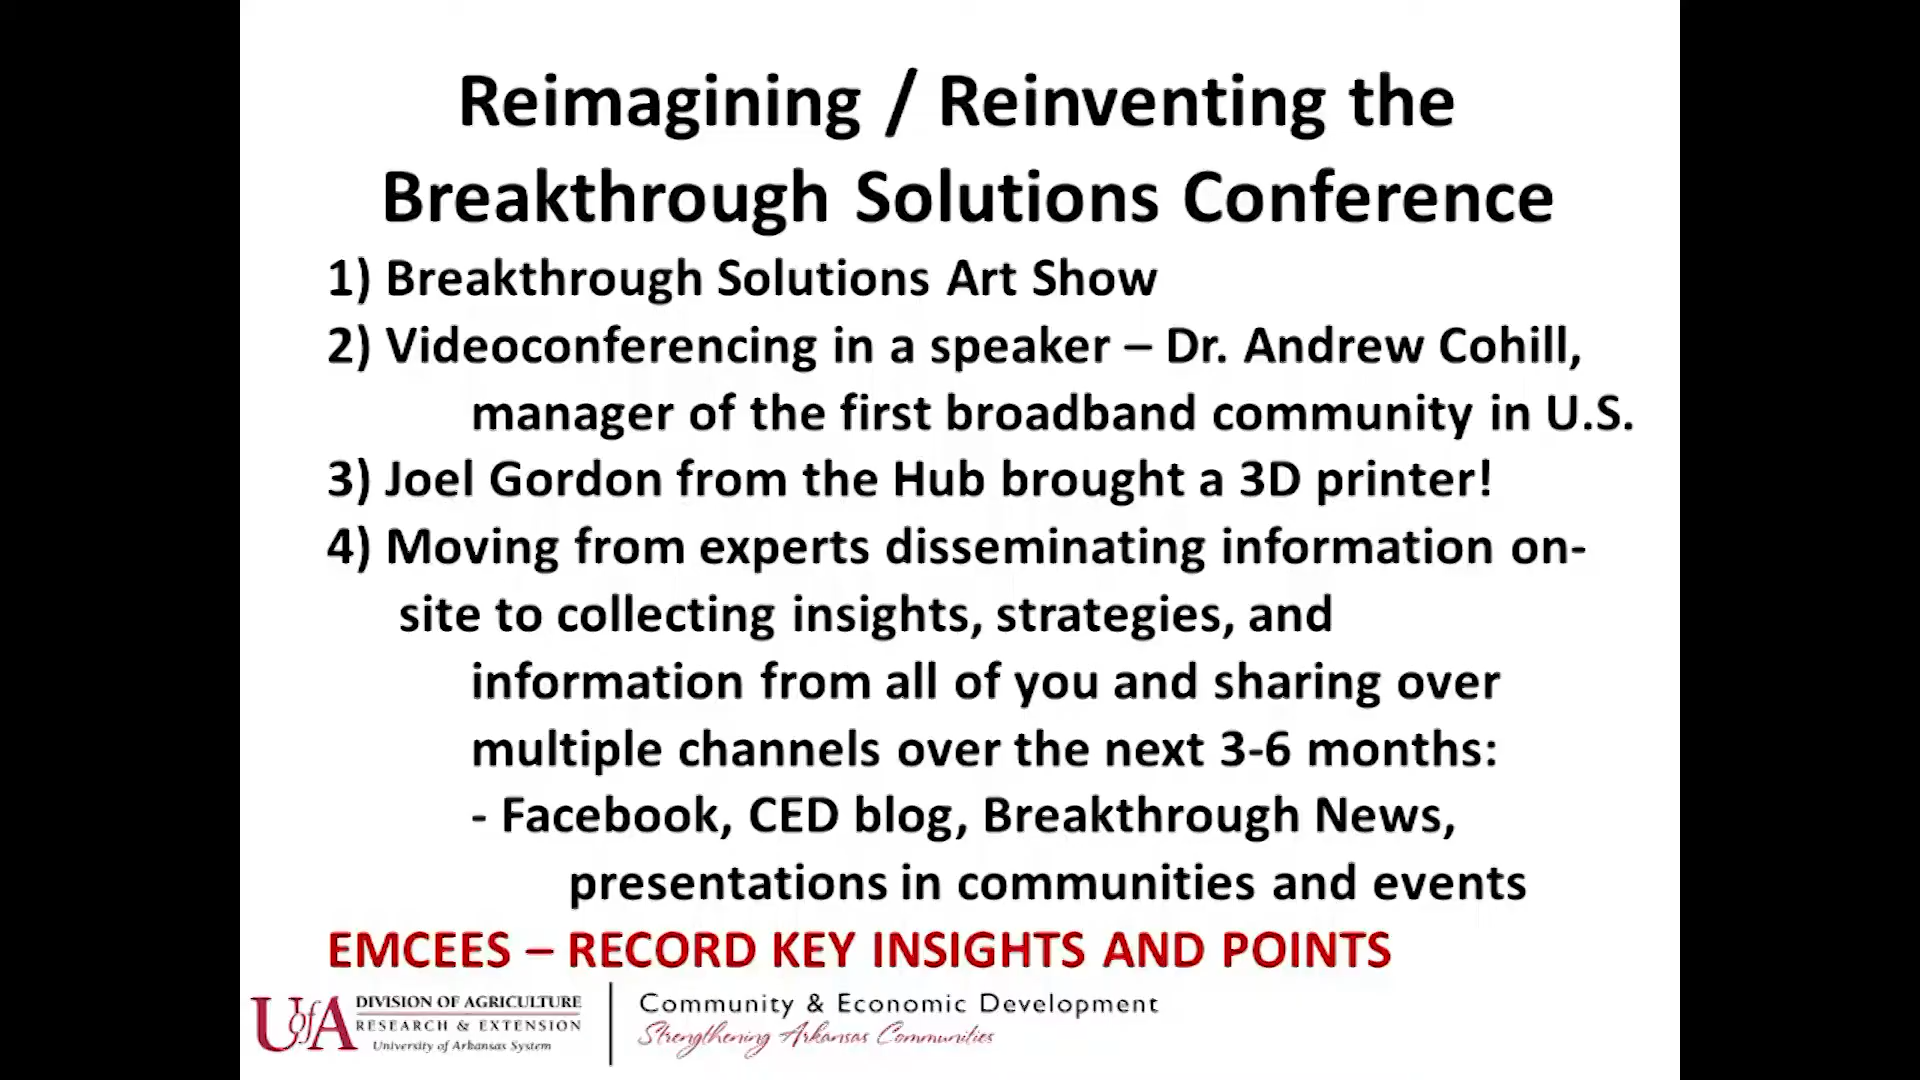 Reimagining / Reinventing the
Breakthrough Solutions Conference
1) Breakthrough Solutions Art Show
2) Videoconferencing in a speaker – Dr. Andrew Cohill,
manager of the first broadband community in U.S.
3) Joel Gordon from the Hub brought a 3D printer!
4) Moving from experts disseminating information on-
site to collecting insights, strategies, and
information from all of you and sharing over
multiple channels over the next 3-6 months:
- Facebook, CED blog, Breakthrough News,
presentations in communities and events
EMCEES – RECORD KEY INSIGHTS AND POINTS
UofA
DIVISION OF AGRICULTURE
RESEARCH & EXTENSION
University of Arkansas System
Community & Economic Development
Strengthening Arkansas Communities